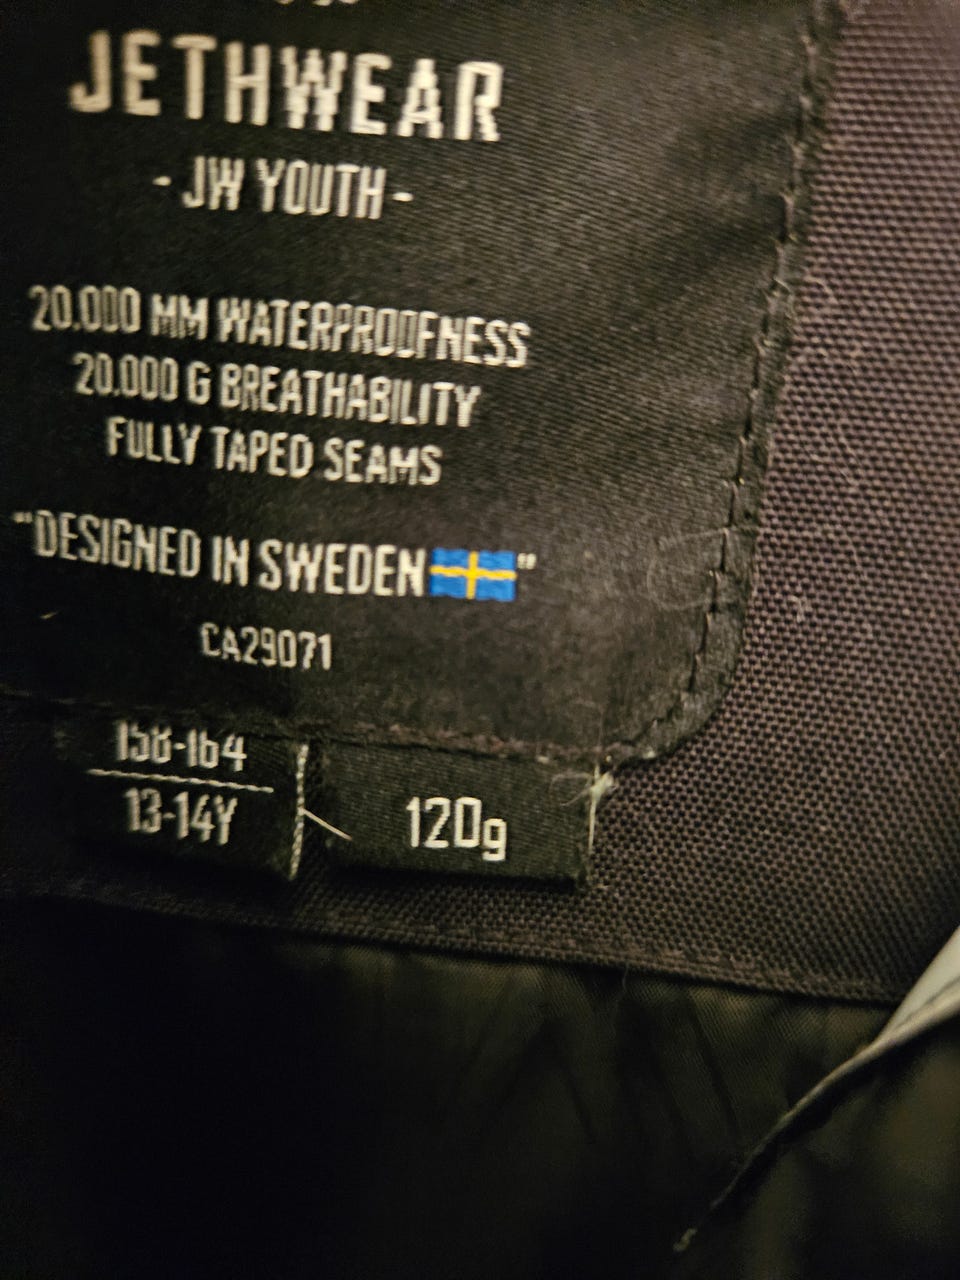 JETHWEAR
- JW YOUTH -
20.000 MM WATERPROOFNESS
20.000 G BREATHABILITY
FULLY TAPED SEAMS
"DESIGNED IN SWEDEN"
CA29071
158-164
13-14Y
120g